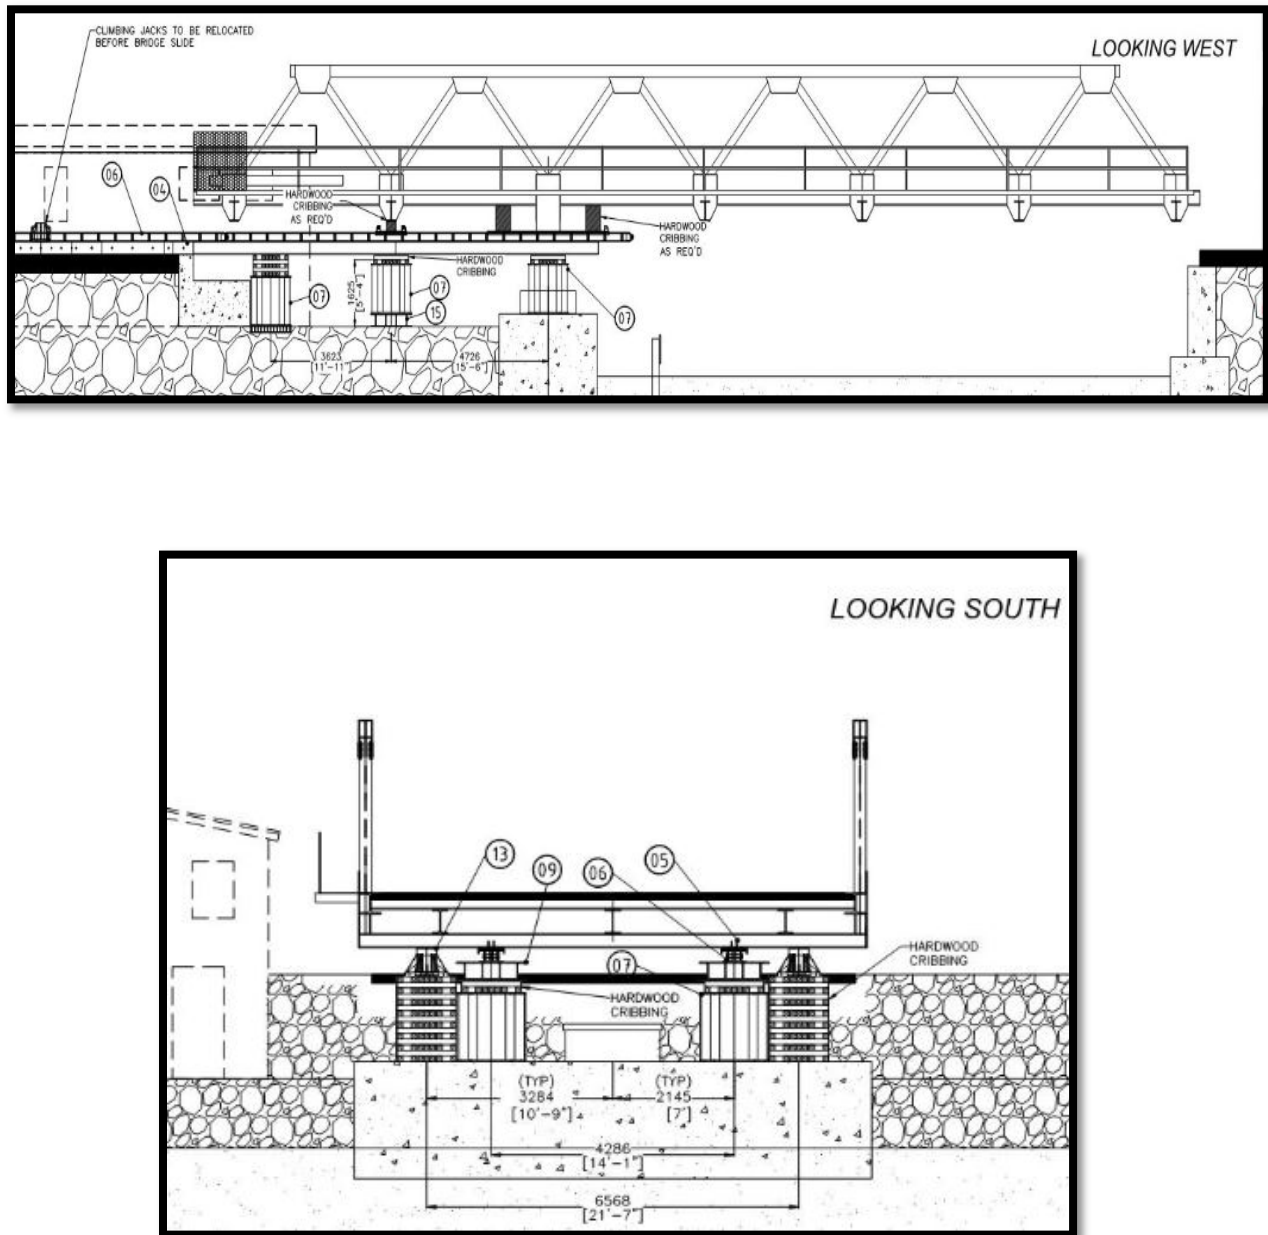 CLIMBING JACKS TO BE RELOCATED
BEFORE BRIDGE SLIDE
LOOKING WEST
06
04
HARDWOOD
CRIBBING
AS REQ'D
HARDWOOD
CRIBBING
AS REQ'D
HARDWOOD
CRIBBING
1625
[5'-4"]
07
07
15
07
3623
[11'-11"]
4726
[15'-6"]
LOOKING SOUTH
13
09
06
05
07
HARDWOOD
CRIBBING
HARDWOOD
CRIBBING
(TYP)
3284
[10'-9"]
(TYP)
2145
[7']
4286
[14'-1"]
6568
[21'-7"]